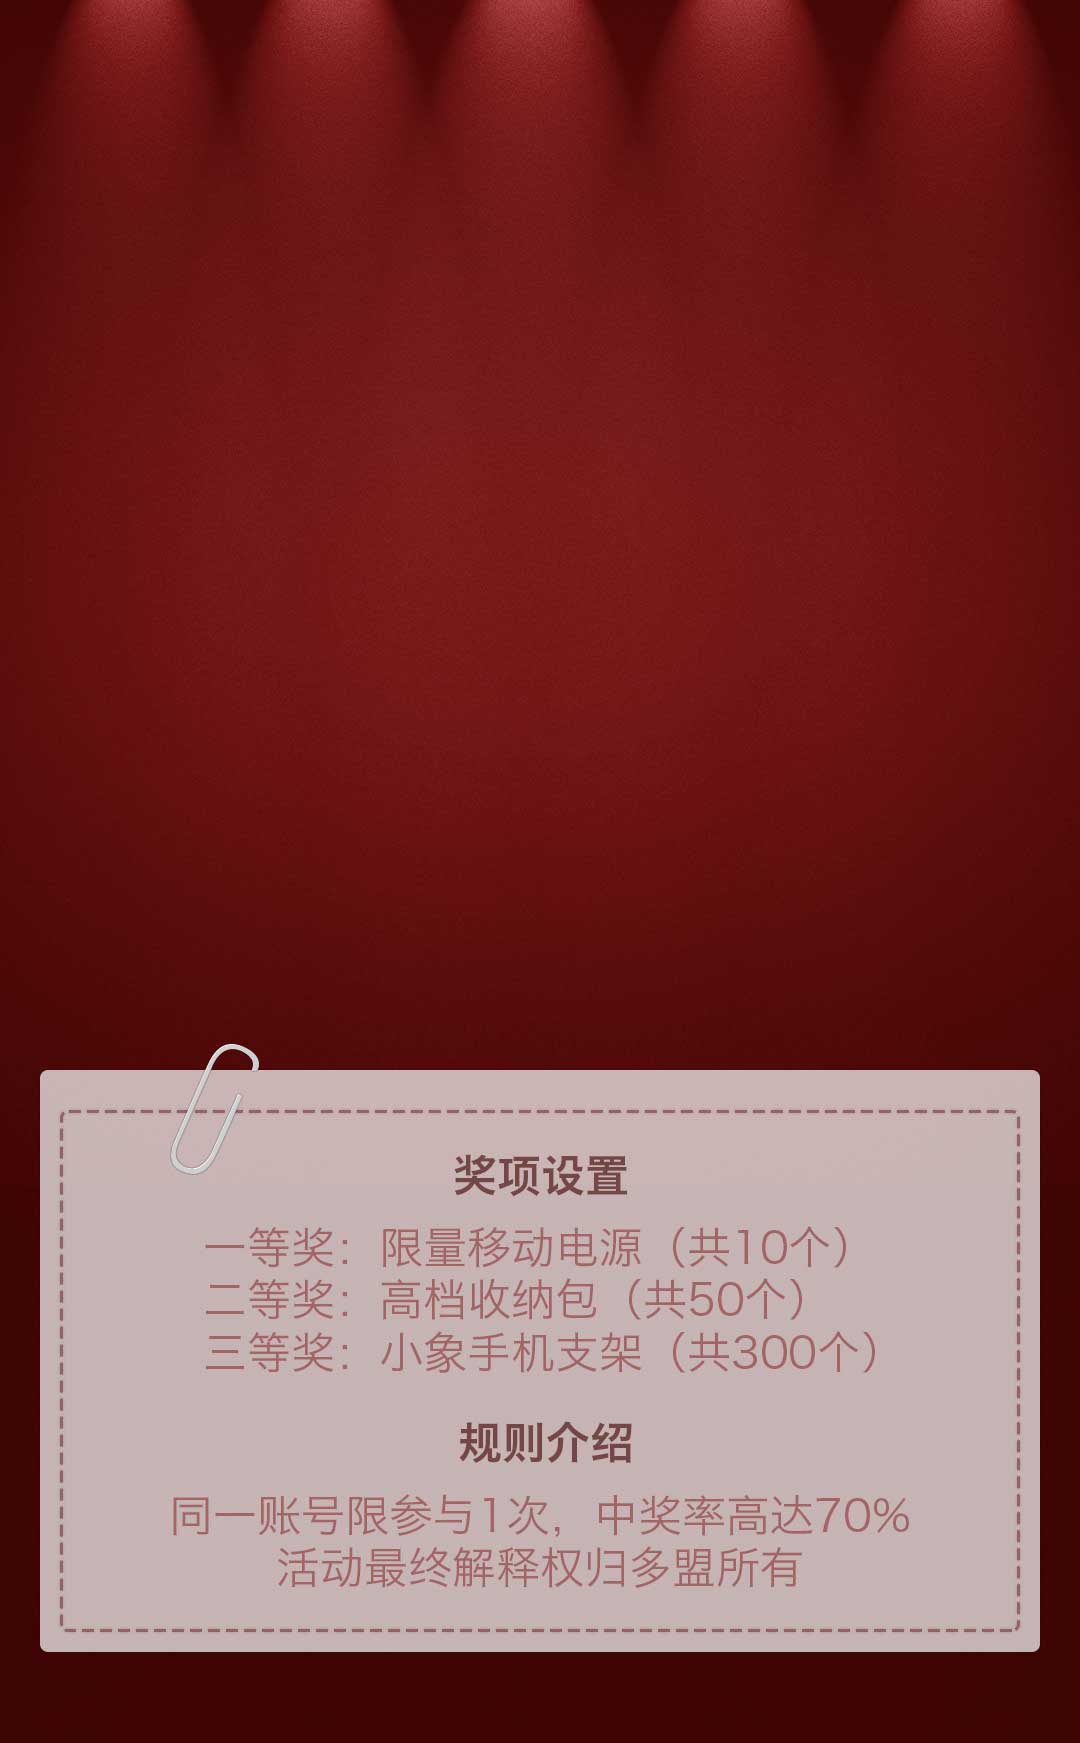 奖项设置
一等奖：限量移动电源（共10个）
二等奖：高档收纳包（共50个）
三等奖：小象手机支架（共300个）
规则介绍
同一账号限参与1次，中奖率高达70%
活动最终解释权归多盟所有